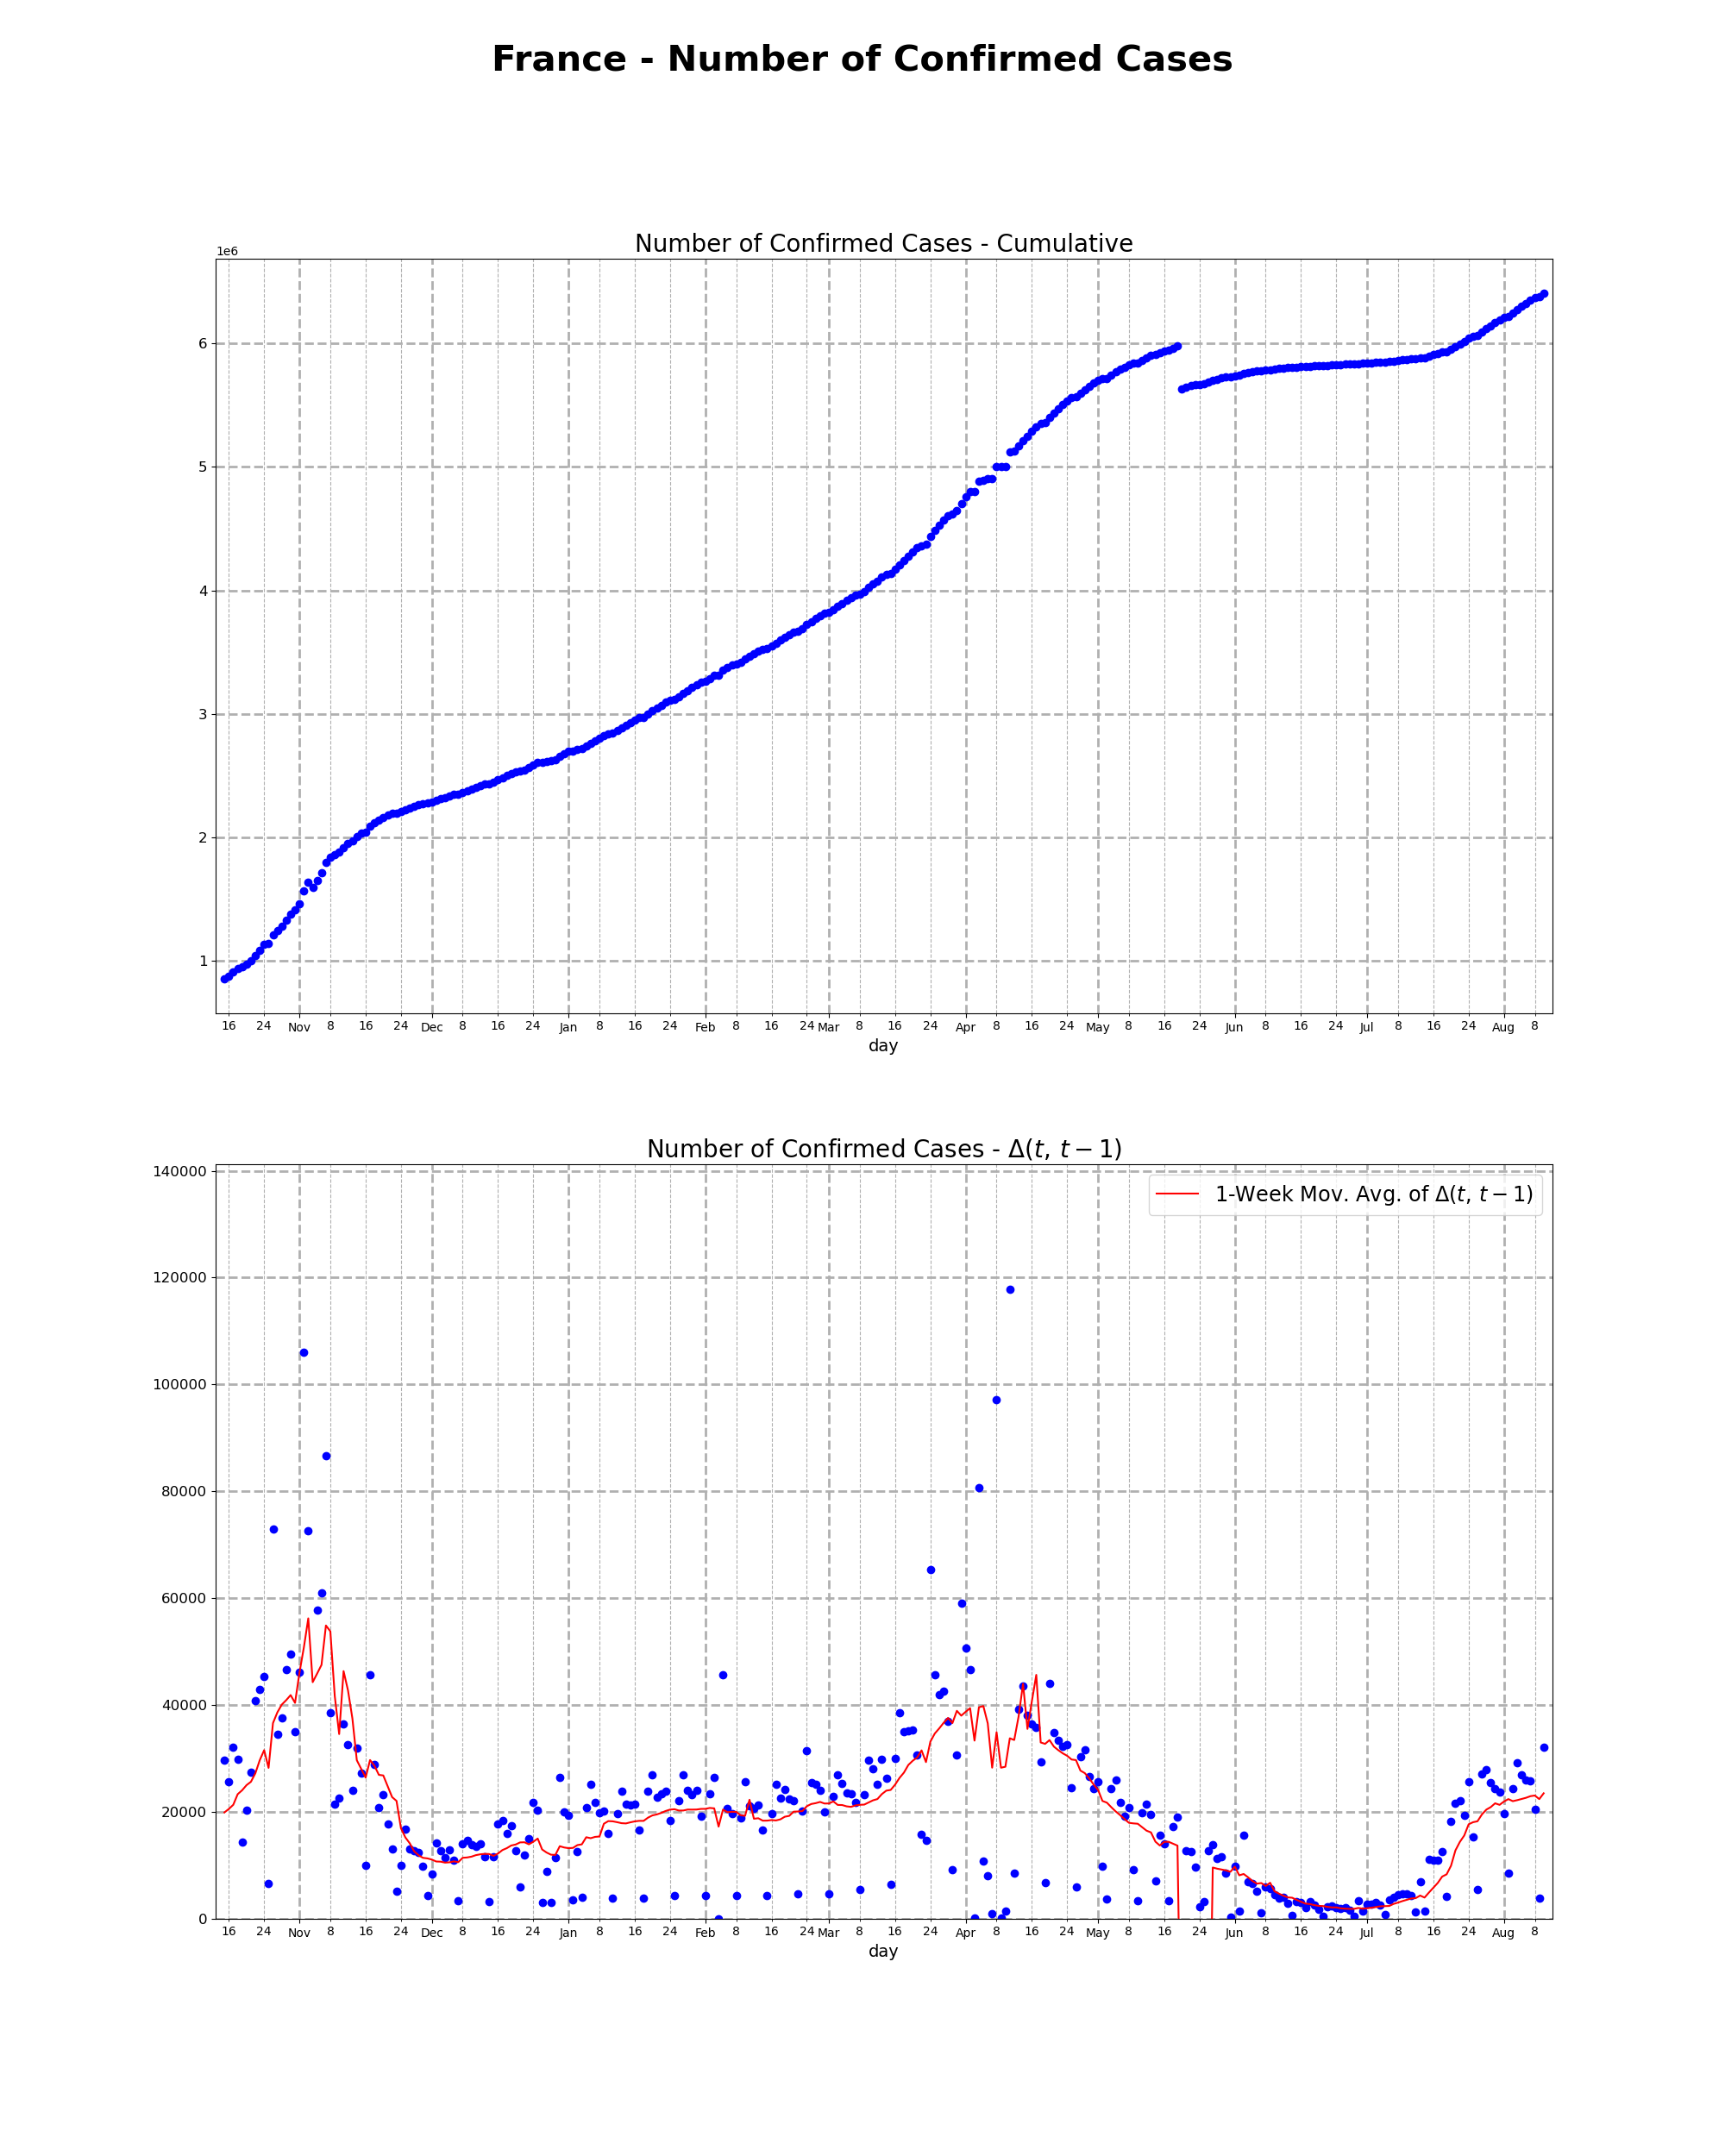 France - Number of Confirmed Cases
Number of Confirmed Cases - Cumulative
1e6
6
5
4
3
2
1
16 24 Nov 8 16 24 Dec 8 16 24 Jan 8 16 24 Feb 8 16 24 Mar 8 16 24 Apr 8 16 24 May 8 16 24 Jun 8 16 24 Jul 8 16 24 Aug 8
day
Number of Confirmed Cases - Δ(t, t − 1)
140000
1-Week Mov. Avg. of Δ(t, t − 1)
120000
100000
80000
60000
40000
20000
0
16 24 Nov 8 16 24 Dec 8 16 24 Jan 8 16 24 Feb 8 16 24 Mar 8 16 24 Apr 8 16 24 May 8 16 24 Jun 8 16 24 Jul 8 16 24 Aug 8
day